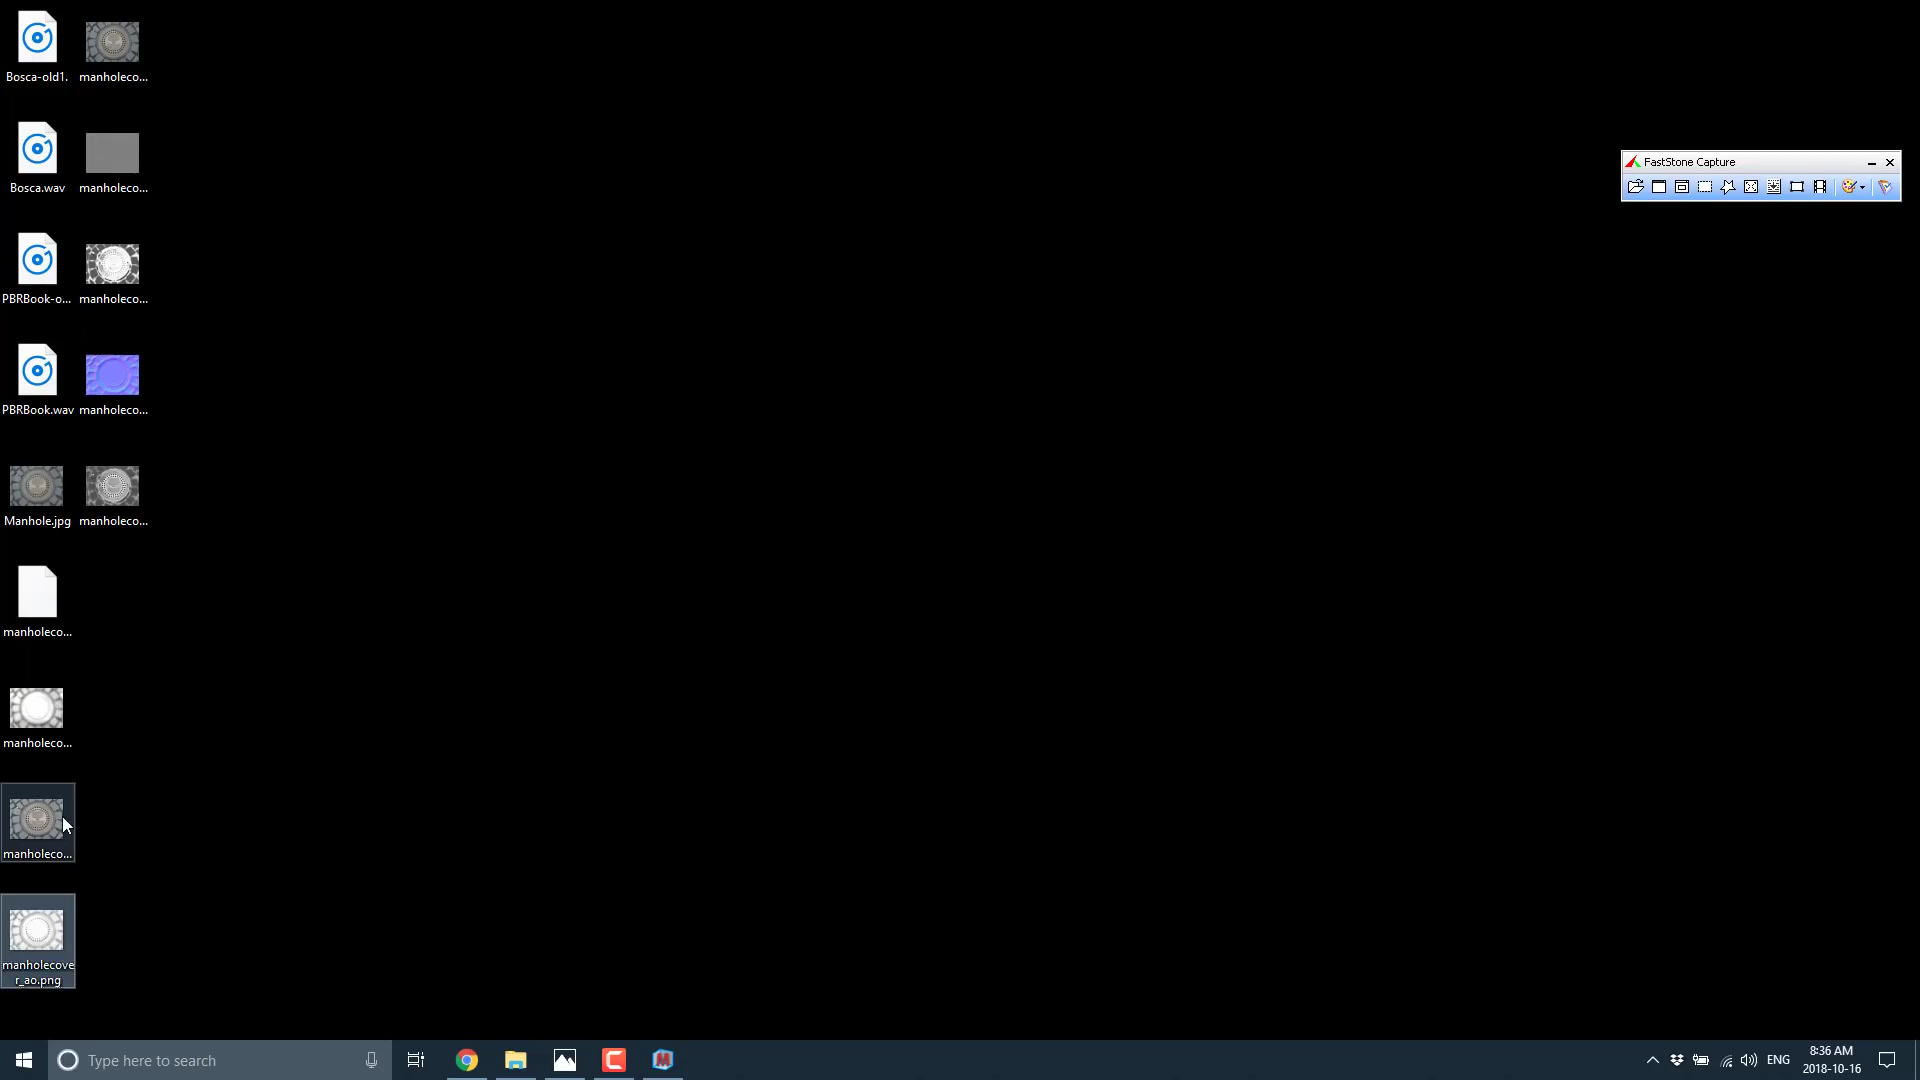 Bosca-old1.
manholeco...
Bosca.wav
manholeco...
PBRBook-o...
manholeco...
PBRBook.wav
manholeco...
Manhole.jpg
manholeco...
manholeco...
manholeco...
manholeco...
manholecove
r_ao.png
FastStone Capture
Type here to search
ENG
8:36 AM
2018-10-16